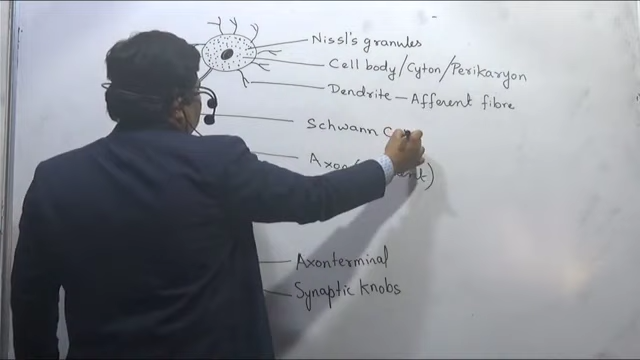 Nissl's granules
Cell body/Cyton/Perikaryon
Dendrite — Afferent fibre
Schwann C
Axon
Axonterminal
Synaptic Knobs